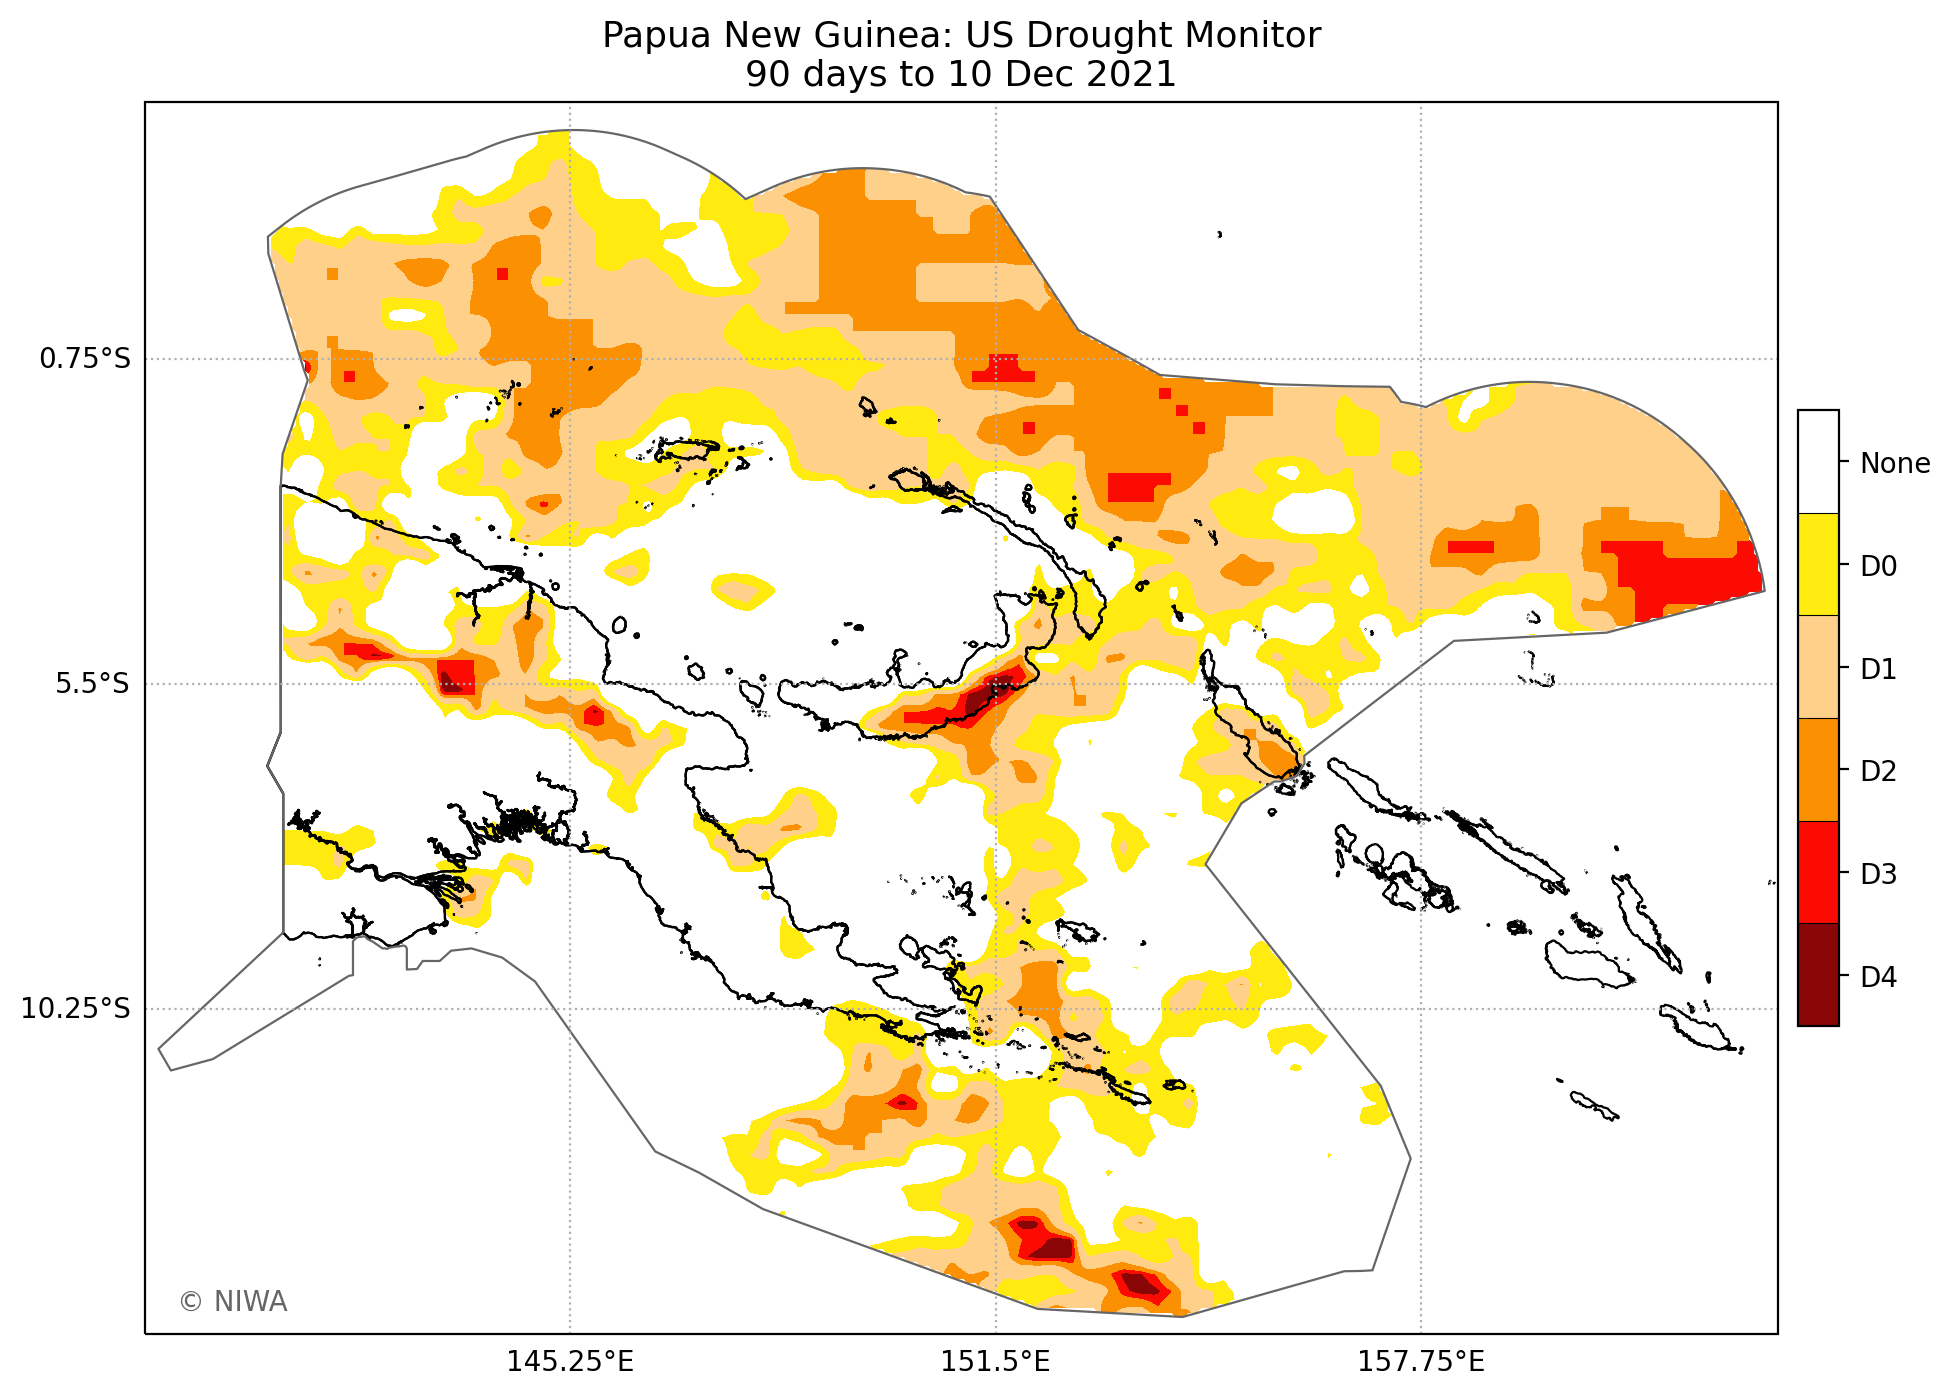 Papua New Guinea: US Drought Monitor
90 days to 10 Dec 2021
0.75°S
5.5°S
10.25°S
145.25°E
151.5°E
157.75°E
None
D0
D1
D2
D3
D4
© NIWA